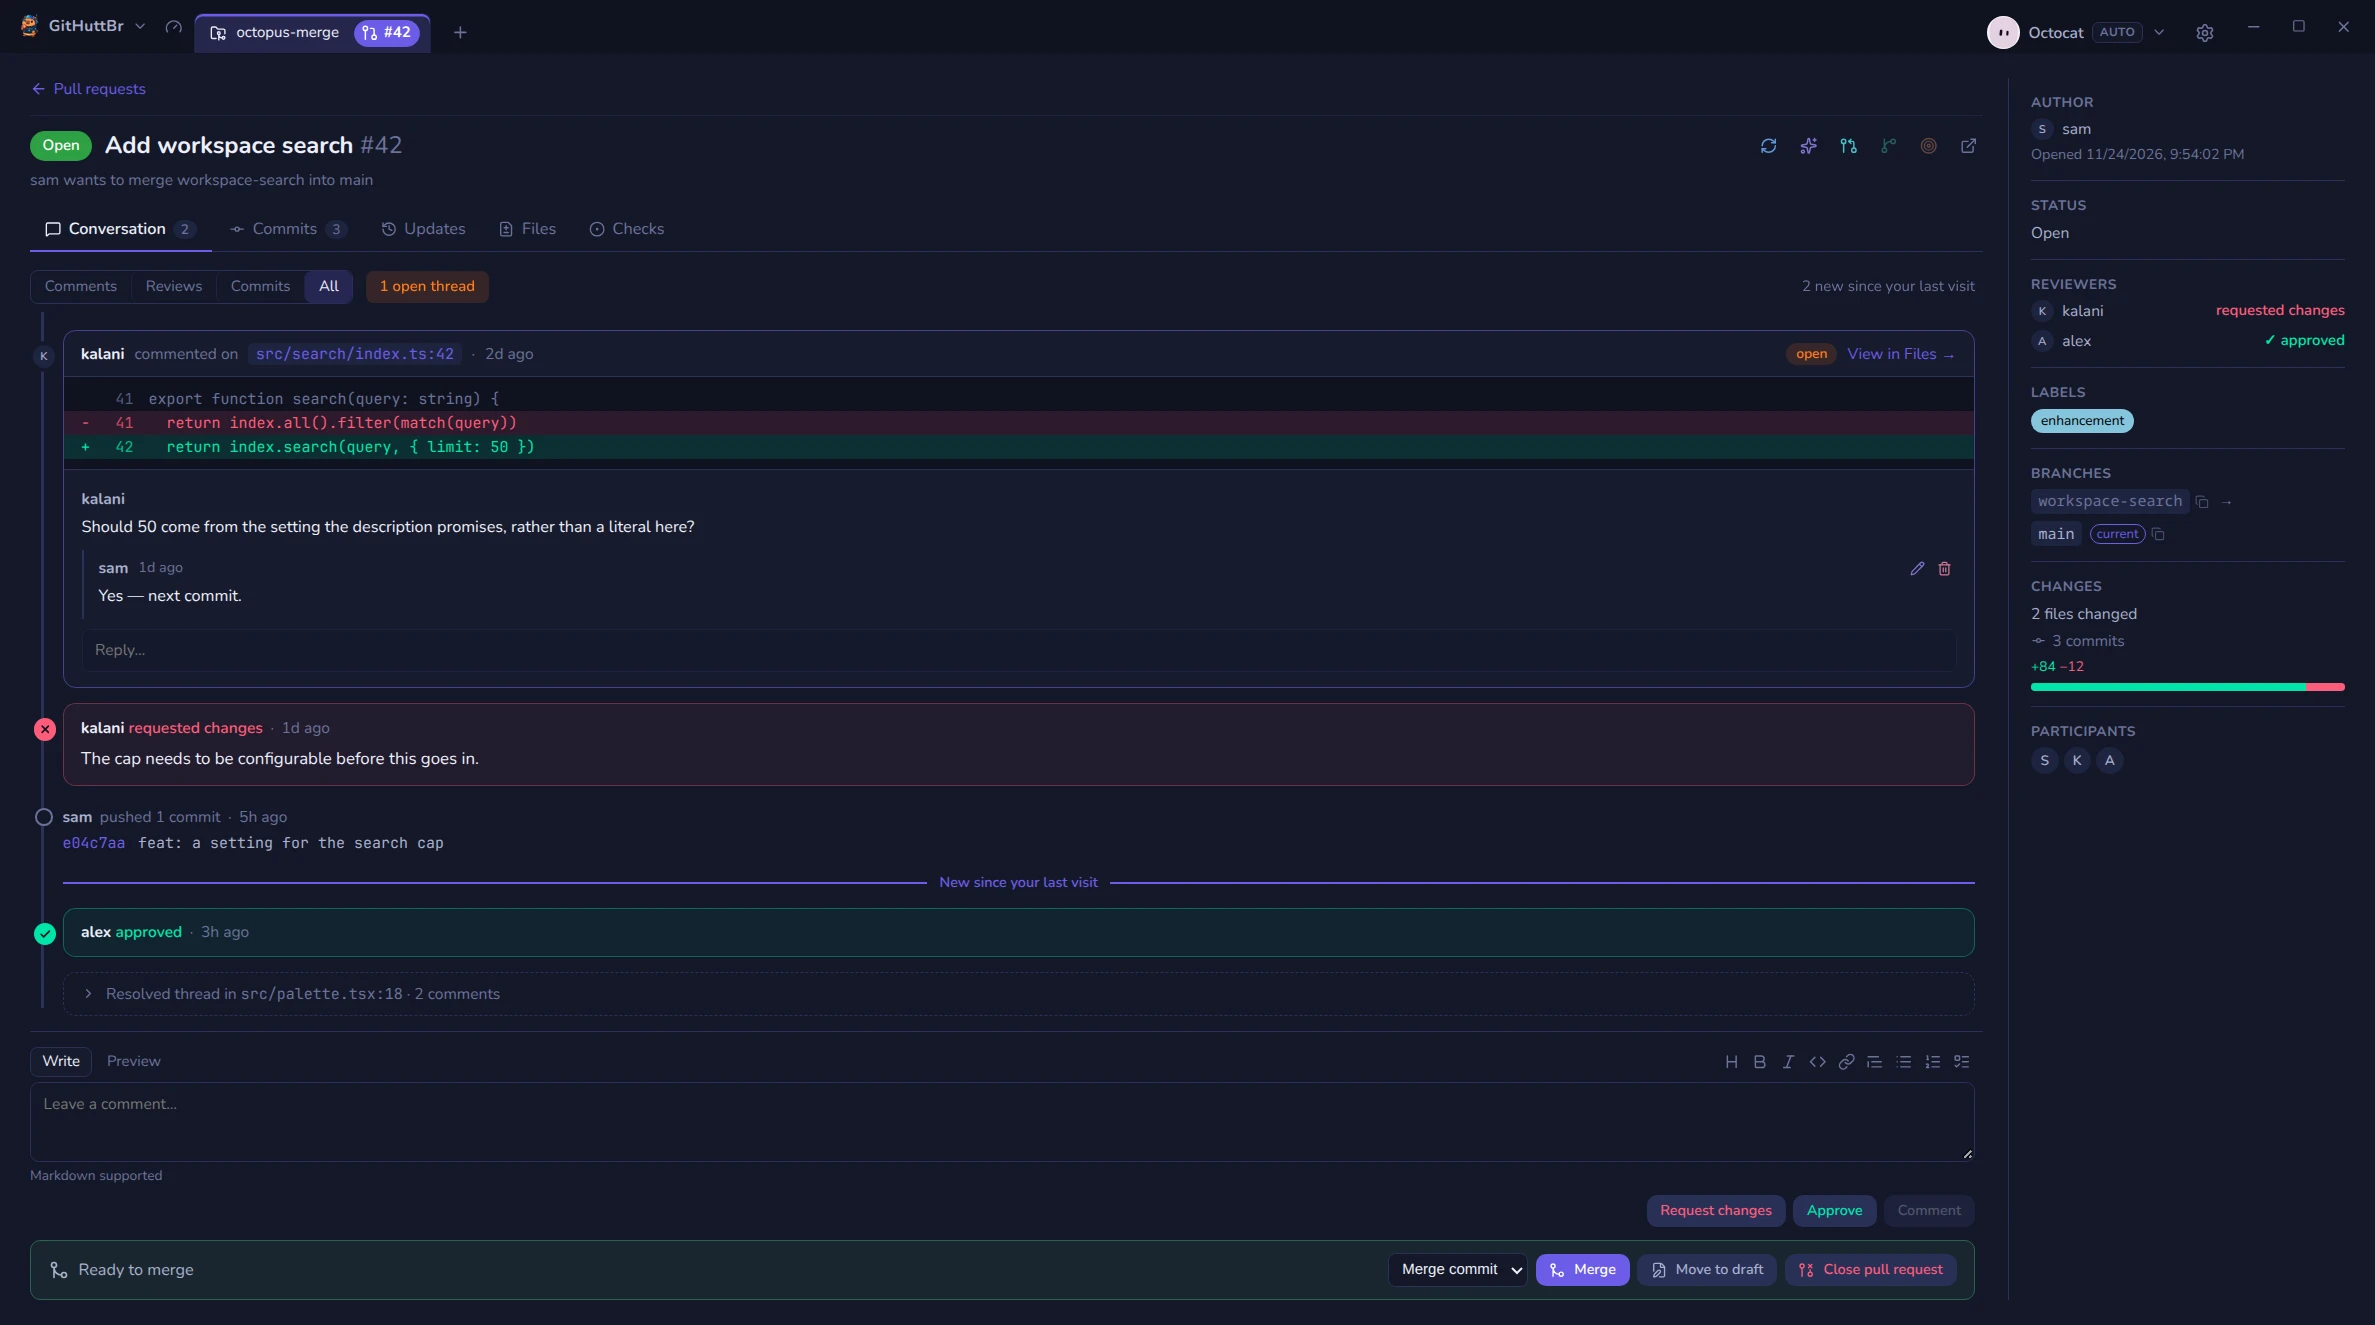 GitHuttBr
octopus-merge #42
Octocat AUTO
Pull requests
Open Add workspace search #42
sam wants to merge workspace-search into main
Conversation 2 Commits 3 Updates Files Checks
Comments Reviews Commits All 1 open thread 2 new since your last visit
K kalani commented on src/search/index.ts:42 · 2d ago open View in Files →
41 export function search(query: string) {
- 41 return index.all().filter(match(query))
+ 42 return index.search(query, { limit: 50 })
kalani
Should 50 come from the setting the description promises, rather than a literal here?
sam 1d ago
Yes — next commit.
Reply...
kalani requested changes · 1d ago
The cap needs to be configurable before this goes in.
sam pushed 1 commit · 5h ago
e04c7aa feat: a setting for the search cap
New since your last visit
alex approved · 3h ago
Resolved thread in src/palette.tsx:18 · 2 comments
Write Preview
Leave a comment...
Markdown supported
Request changes Approve Comment
Ready to merge Merge commit Merge Move to draft Close pull request
AUTHOR
S sam
Opened 11/24/2026, 9:54:02 PM
STATUS
Open
REVIEWERS
K kalani requested changes
A alex ✓ approved
LABELS
enhancement
BRANCHES
workspace-search →
main current
CHANGES
2 files changed
3 commits
+84 −12
PARTICIPANTS
S K A